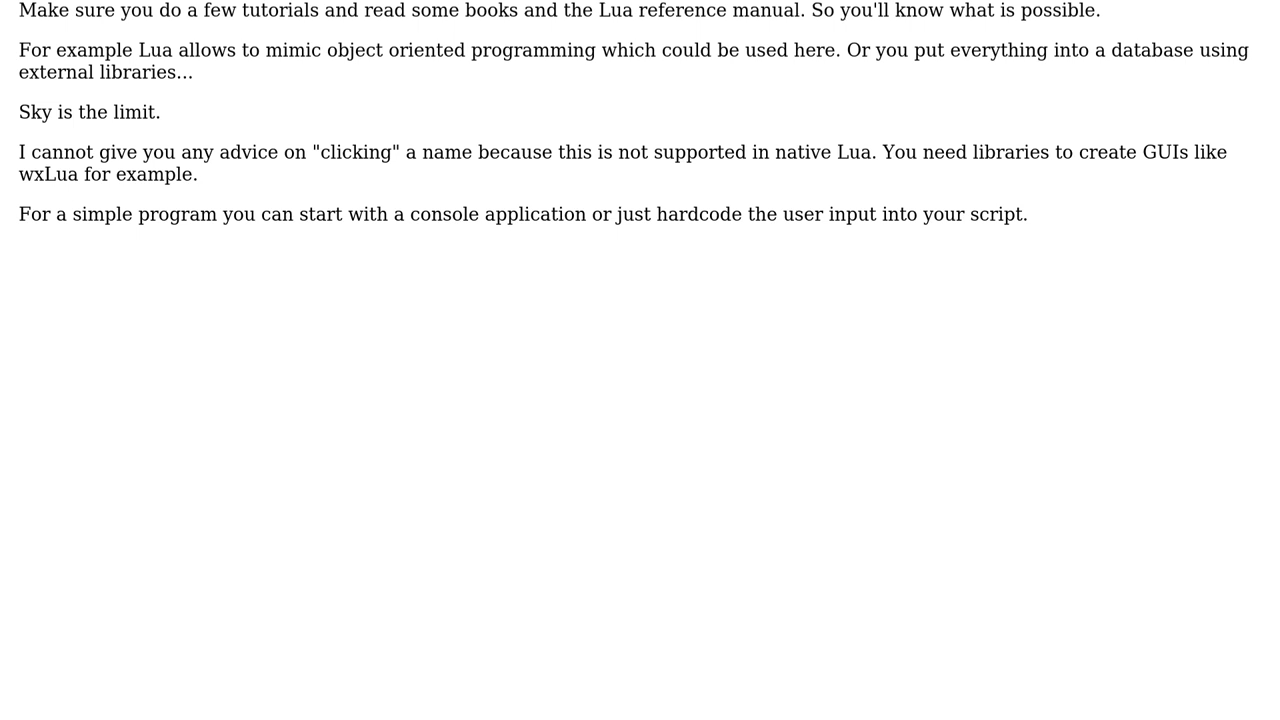 Make sure you do a few tutorials and read some books and the Lua reference manual. So you'll know what is possible.
For example Lua allows to mimic object oriented programming which could be used here. Or you put everything into a database using
external libraries...
Sky is the limit.
I cannot give you any advice on "clicking" a name because this is not supported in native Lua. You need libraries to create GUIs like
wxLua for example.
For a simple program you can start with a console application or just hardcode the user input into your script.